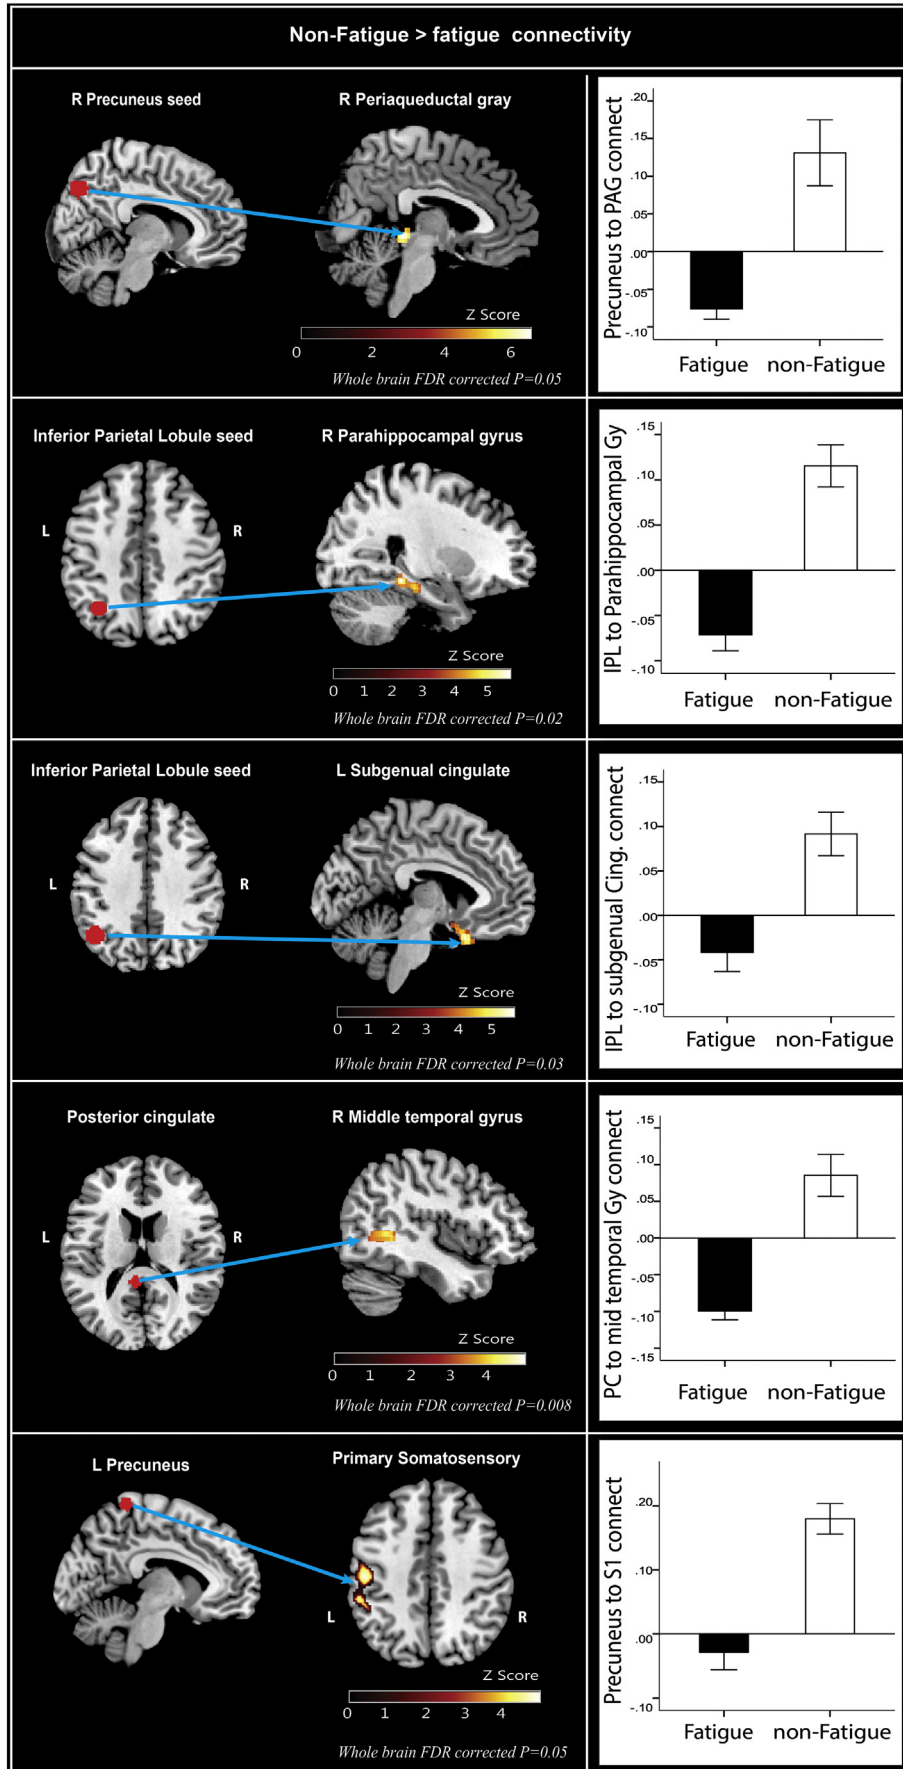 Non-Fatigue > fatigue connectivity
R Precuneus seed
R Periaqueductal gray
Z Score
0 2 4 6
Whole brain FDR corrected P=0.05
Precuneus to PAG connect
.20
.15
.10
.05
.00
-.05
-.10
Fatigue non-Fatigue
Inferior Parietal Lobule seed
R Parahippocampal gyrus
L
R
Z Score
0 1 2 3 4 5
Whole brain FDR corrected P=0.02
IPL to Parahippocampal Gy
.15
.10
.05
.00
-.05
-.10
Fatigue non-Fatigue
Inferior Parietal Lobule seed
L Subgenual cingulate
L
R
Z Score
0 1 2 3 4 5
Whole brain FDR corrected P=0.03
IPL to subgenual Cing. connect
.15
.10
.05
.00
-.05
-.10
Fatigue non-Fatigue
Posterior cingulate
R Middle temporal gyrus
L
R
Z Score
0 1 2 3 4
Whole brain FDR corrected P=0.008
PC to mid temporal Gy connect
.15
.10
.05
.00
-.05
-.10
-.15
Fatigue non-Fatigue
L Precuneus
Primary Somatosensory
L
R
Z Score
0 1 2 3 4
Whole brain FDR corrected P=0.05
Precuneus to S1 connect
.20
.10
.00
-.10
Fatigue non-Fatigue